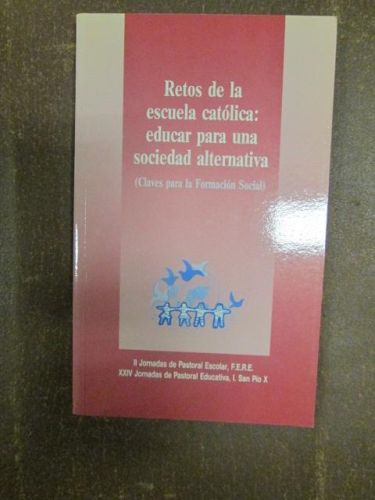 Retos de la
escuela católica:
educar para una
sociedad alternativa
(Claves para la Formación Social)
II Jornadas de Pastoral Escolar, F.E.R.E.
XXIV Jornadas de Pastoral Educativa, I. San Pío X